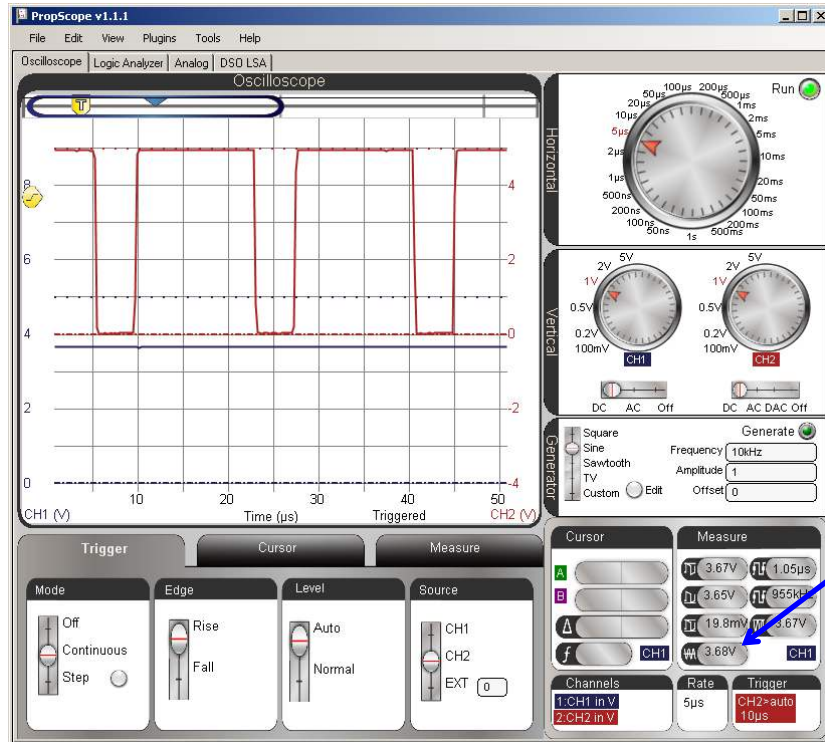 PropScope v1.1.1
File Edit View Plugins Tools Help
Oscilloscope Logic Analyzer Analog DSO LSA
Oscilloscope
T
8
6
4
2
0
4
2
0
-2
-4
10 20 30 40 50
CH1 (V) Time (µs) Triggered CH2 (V)
Horizontal
Run
50ns 100ns 200ns 500ns 1µs 2µs 5µs 10µs 20µs 50µs 100µs 200µs 500µs 1ms 2ms 5ms 10ms 20ms 50ms 100ms 200ms 500ms 1s
Vertical
100mV 0.2V 0.5V 1V 2V 5V
CH1
DC AC Off
100mV 0.2V 0.5V 1V 2V 5V
CH2
DC AC DAC Off
Generator
Square
Sine
Sawtooth
TV
Custom Edit
Generate
Frequency 10kHz
Amplitude 1
Offset 0
Trigger Cursor Measure
Mode
Off
Continuous
Step
Edge
Rise
Fall
Level
Auto
Normal
Source
CH1
CH2
EXT 0
Cursor
A
B
Δ
f CH1
Measure
3.67V 1.05µs
3.65V 955kHz
19.8mV 3.67V
3.68V CH1
Channels
1:CH1 in V
2:CH2 in V
Rate
5µs
Trigger
CH2>auto
10µs